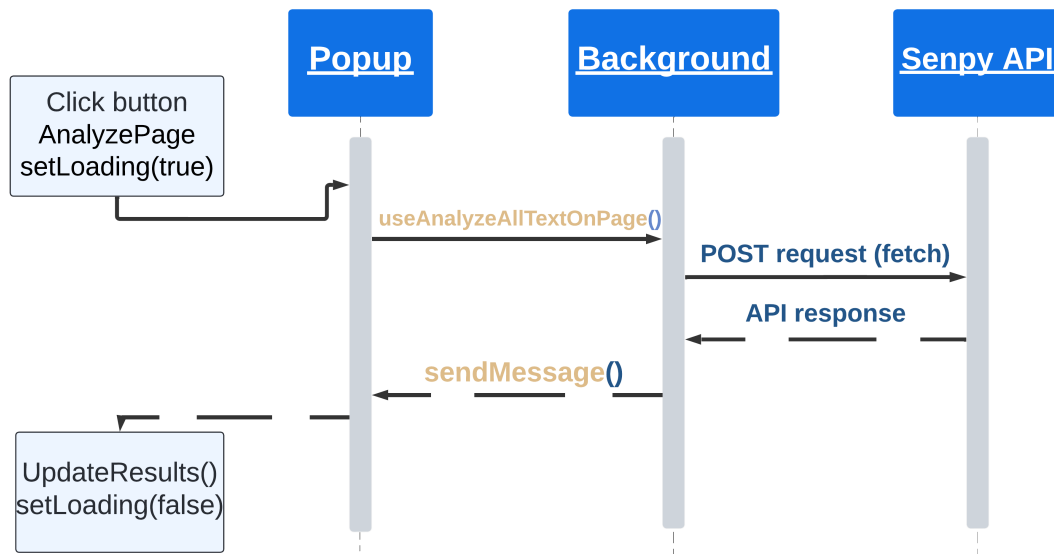 Popup
Background
Senpy API
Click button
AnalyzePage
setLoading(true)
useAnalyzeAllTextOnPage()
POST request (fetch)
API response
sendMessage()
UpdateResults()
setLoading(false)